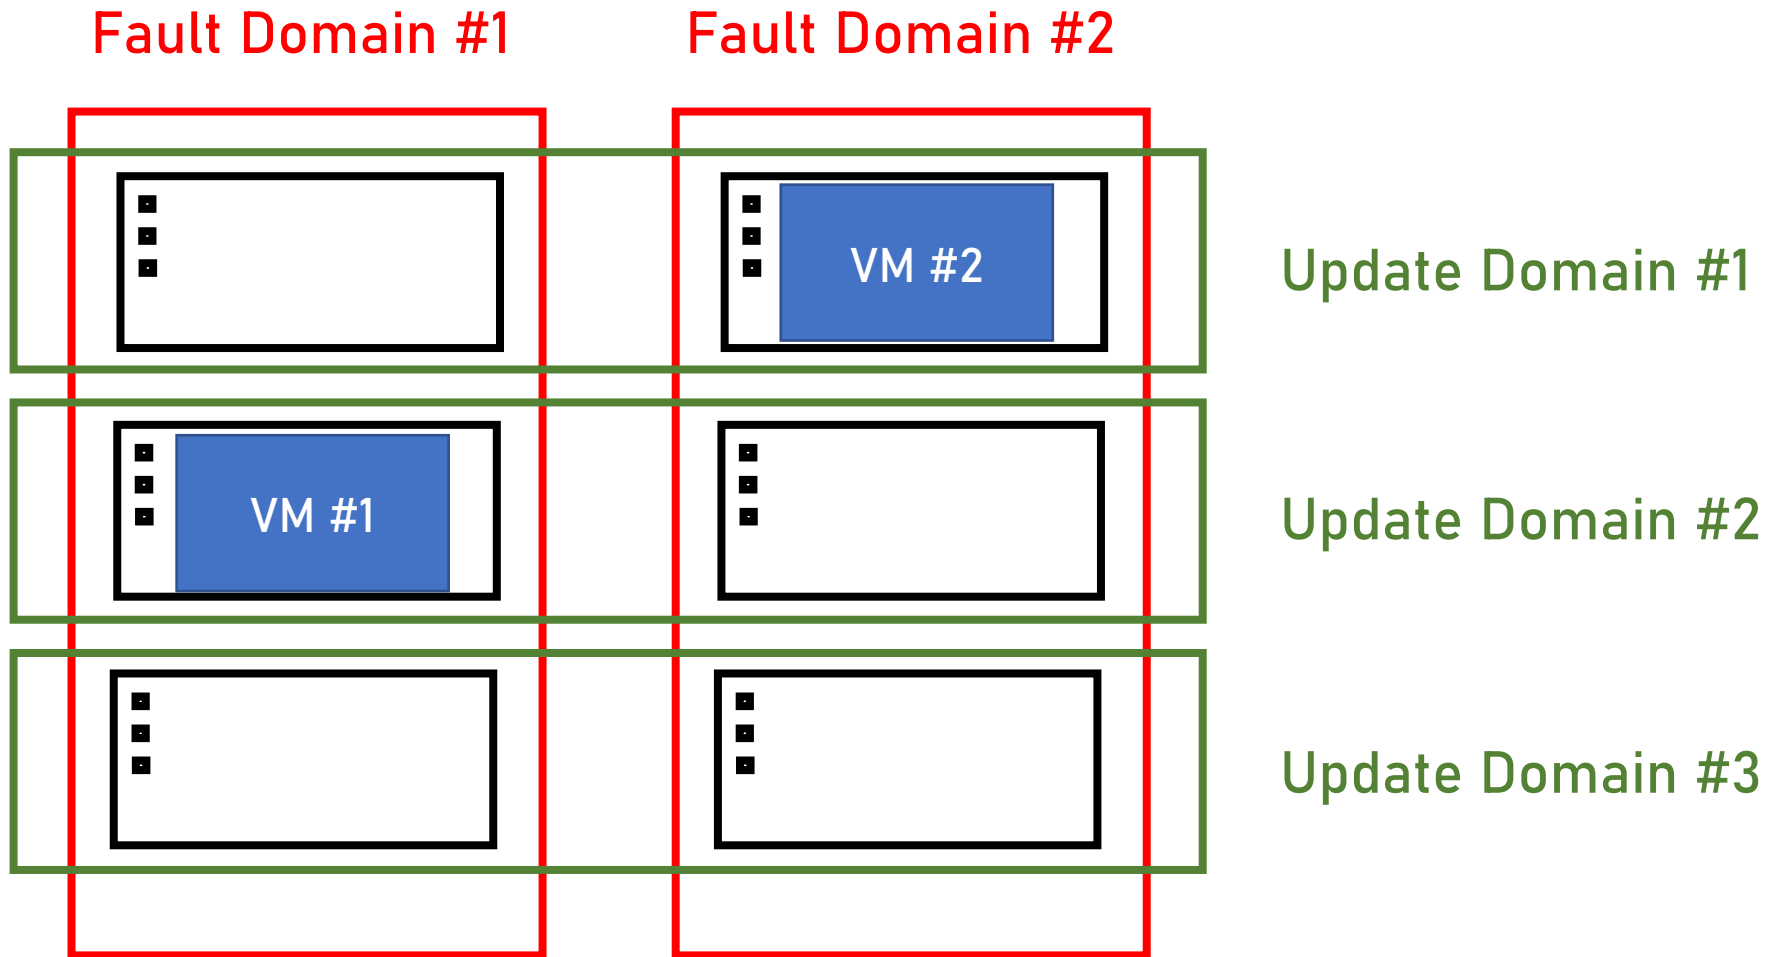 Fault Domain #1
Fault Domain #2
VM #2
Update Domain #1
VM #1
Update Domain #2
Update Domain #3